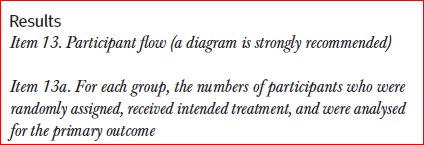 Results
Item 13. Participant flow (a diagram is strongly recommended)
Item 13a. For each group, the numbers of participants who were
randomly assigned, received intended treatment, and were analysed
for the primary outcome